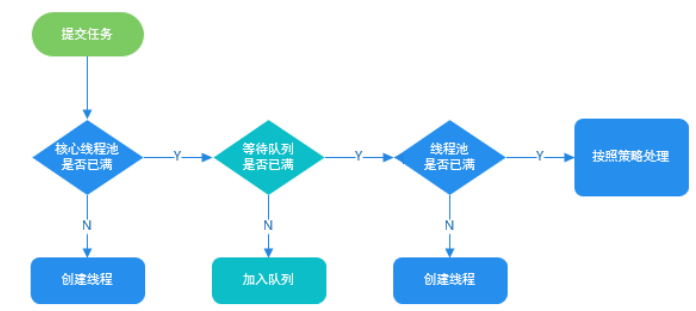 提交任务
核心线程池
是否已满
Y
等待队列
是否已满
Y
线程池
是否已满
Y
按照策略处理
N
N
N
创建线程
加入队列
创建线程